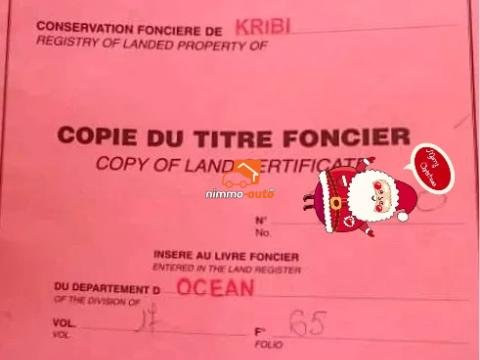 CONSERVATION FONCIERE DE KRIBI
REGISTRY OF LANDED PROPERTY OF
COPIE DU TITRE FONCIER
COPY OF LAND CERTIFICATE
Merry Christmas
nimmo-auto
N°
No.
INSERE AU LIVRE FONCIER
ENTERED IN THE LAND REGISTER
DU DEPARTEMENT D OCEAN
OF THE DIVISION OF
VOL. F° 65
VOL. FOLIO